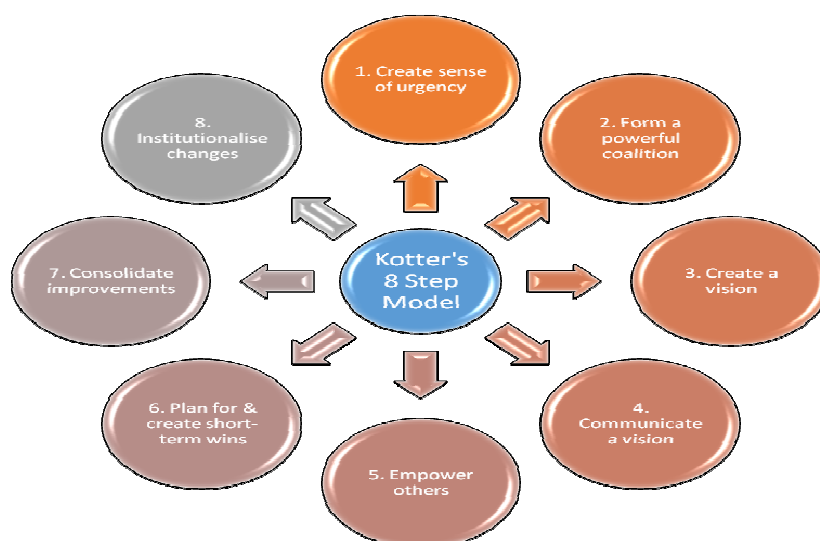 1. Create sense
of urgency
2. Form a
powerful
coalition
3. Create a
vision
4.
Communicate
a vision
5. Empower
others
6. Plan for &
create short-
term wins
7. Consolidate
improvements
8.
Institutionalise
changes
Kotter's
8 Step
Model